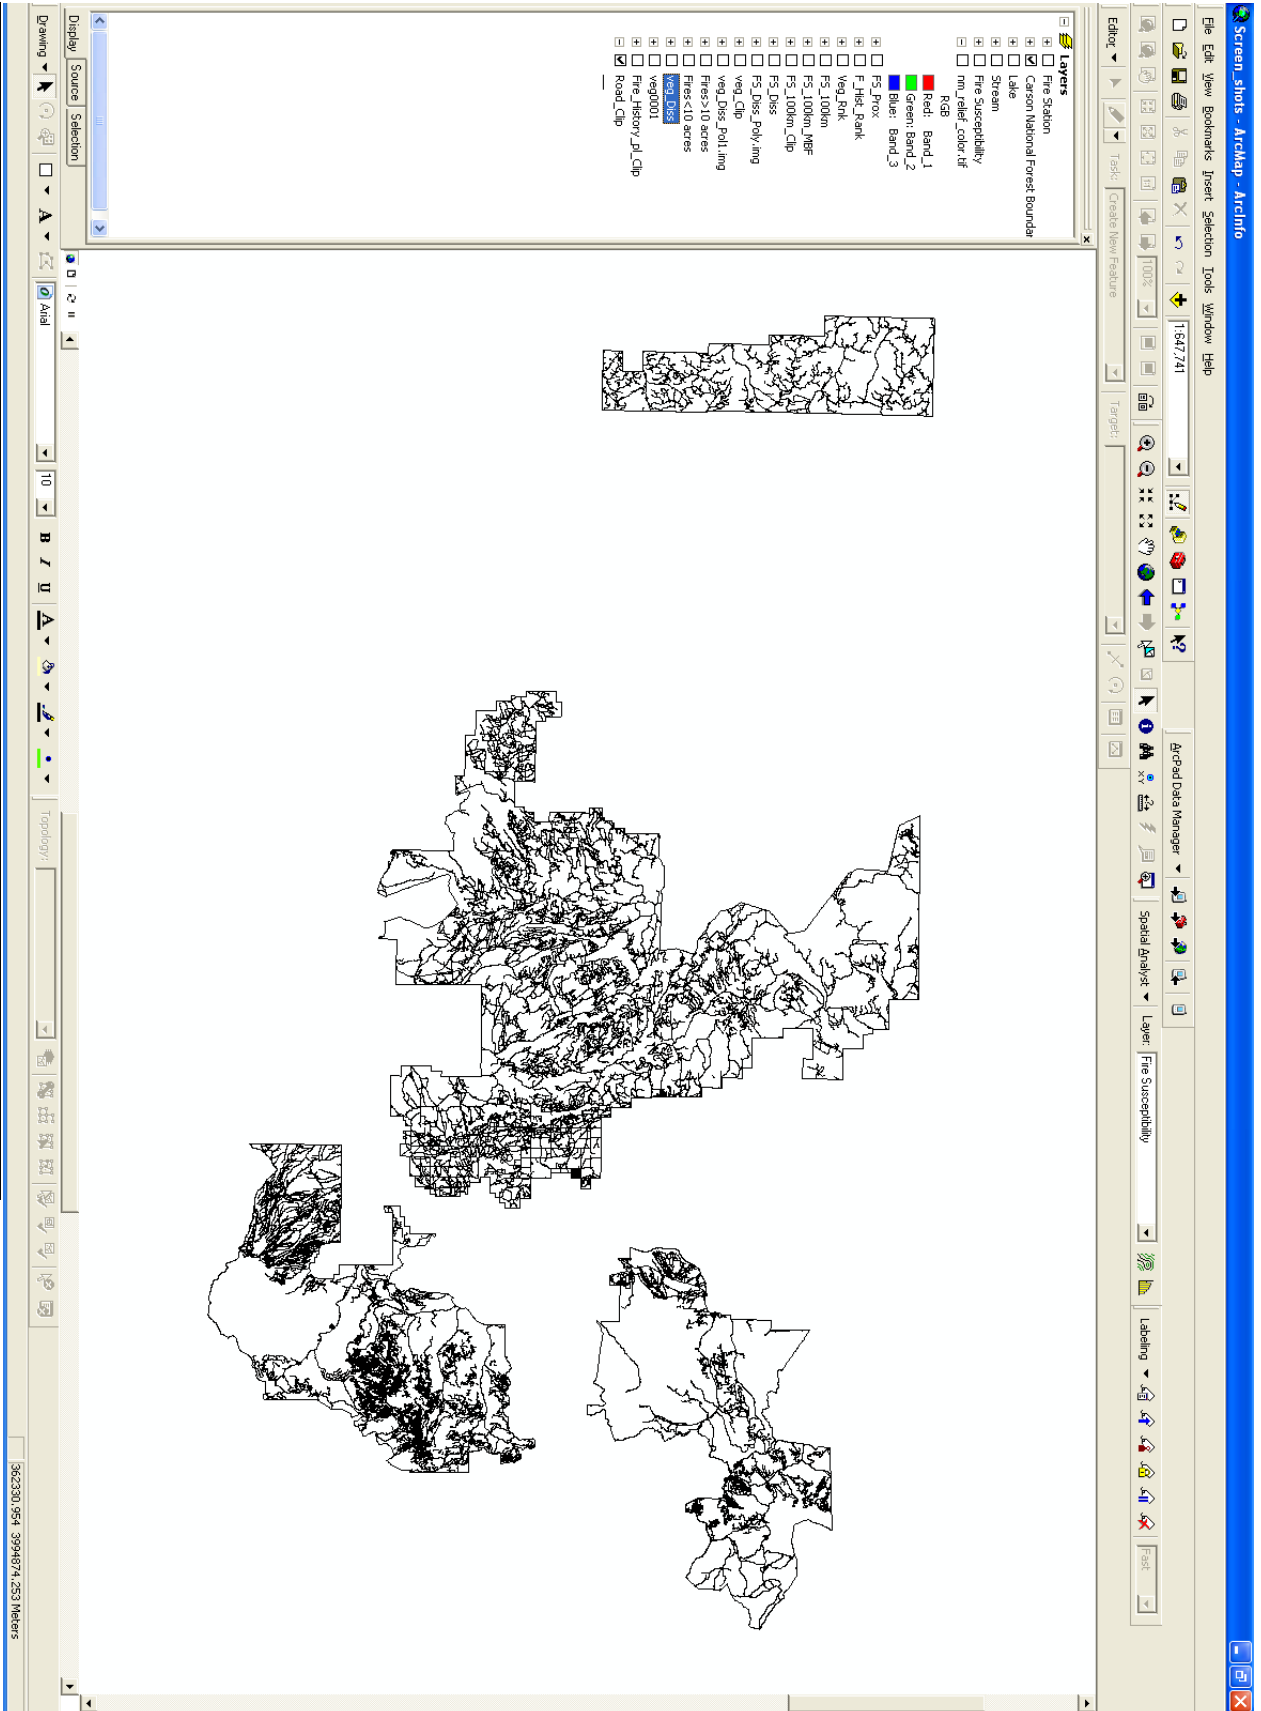 Screen_shots - ArcMap - ArcInfo
File Edit View Bookmarks Insert Selection Tools Window Help
1:647,741
ArcPad Data Manager
100%
Spatial Analyst Layer: Fire Susceptibility
Labeling Fast
Editor Task: Create New Feature Target:
Layers
Fire Station
Carson National Forest Boundar
Lake
Stream
Fire Susceptibility
nm_relief_color.tif
RGB
Red: Band_1
Green: Band_2
Blue: Band_3
FS_Prox
F_Hist_Rank
Veg_Rnk
FS_100km
FS_100km_MBF
FS_100km_Clip
FS_Diss
FS_Diss_Poly.img
veg_Clip
veg_Diss_Pol1.img
Fires>10 acres
Fires<10 acres
veg_Diss
veg0001
Fire_History_pl_Clip
Road_Clip
Display Source Selection
Drawing A Arial 10 B I U A Topology:
362330.954 3994874.253 Meters